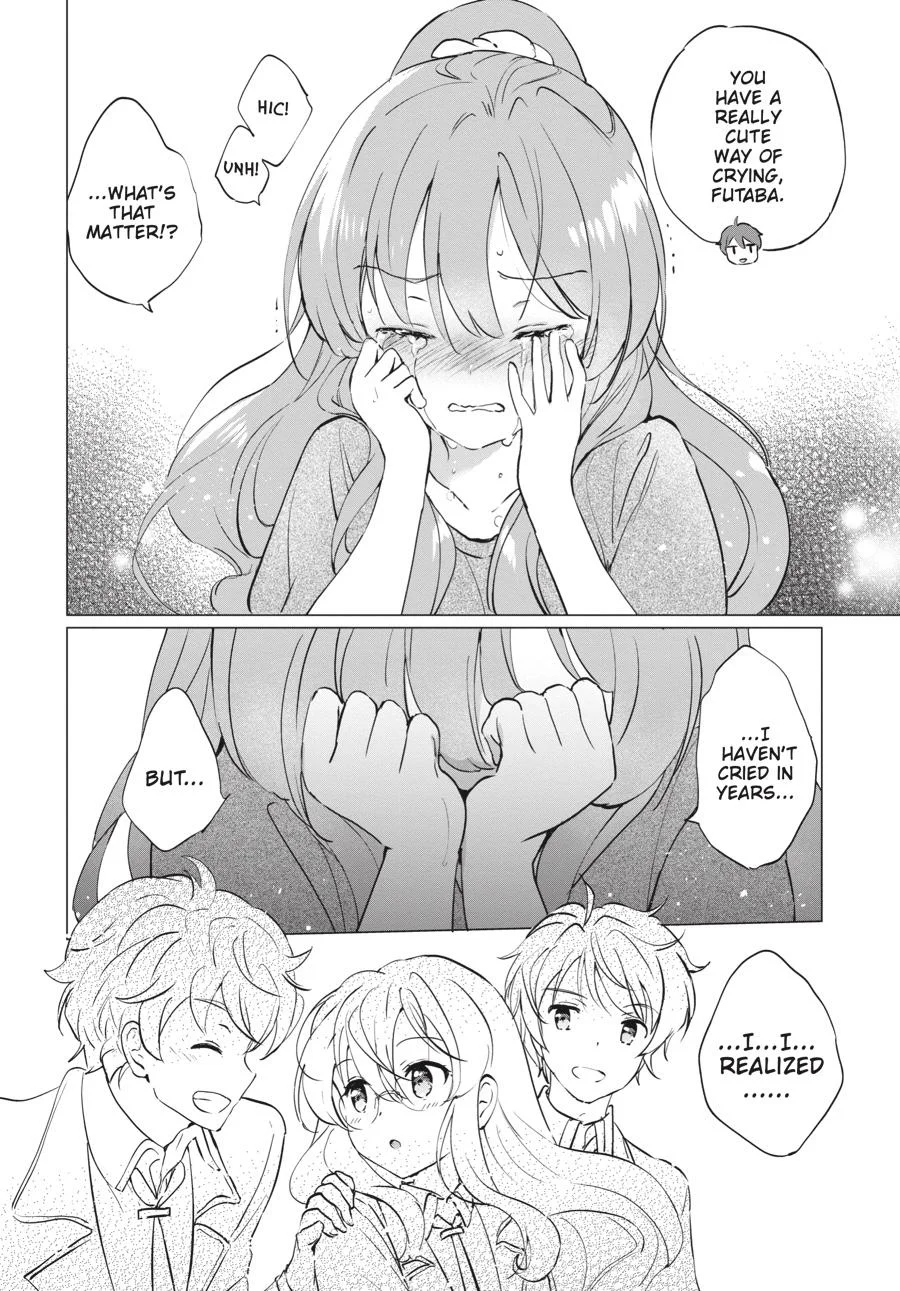 YOU
HAVE A
REALLY
CUTE
WAY OF
CRYING,
FUTABA.
HIC!
UNH!
...WHAT'S
THAT
MATTER!?
...I
HAVEN'T
CRIED IN
YEARS...
BUT...
...I...I...
REALIZED
......